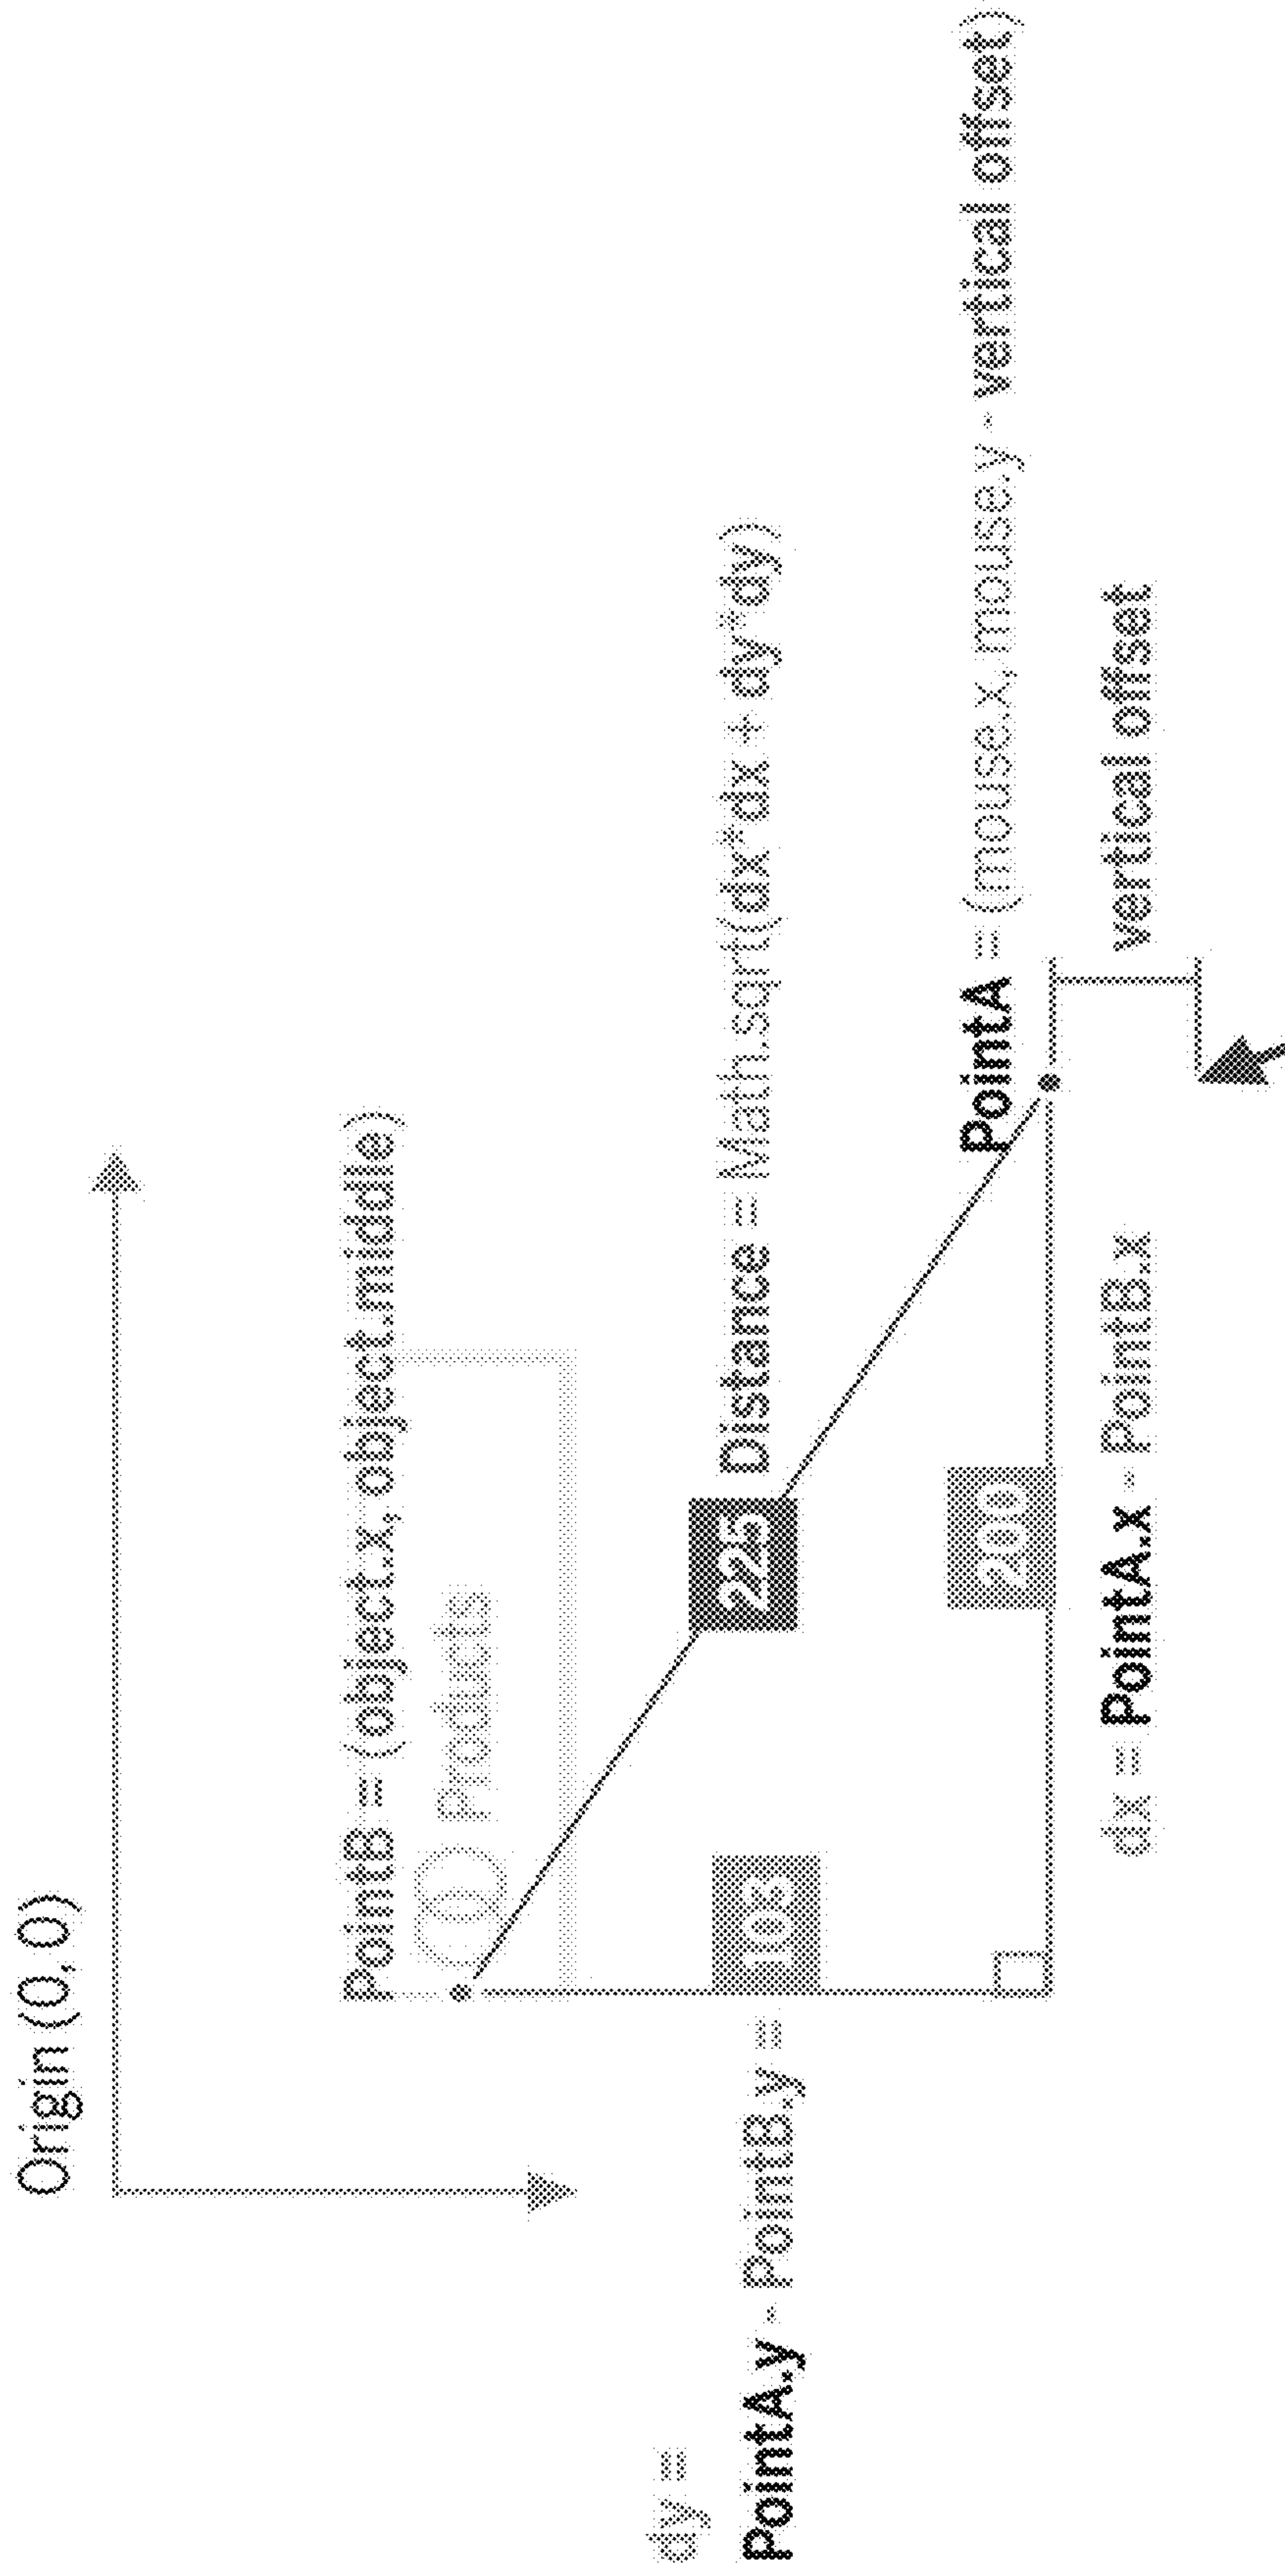 Origin (0, 0)
PointB = (object.x, object.middle)
Products
dy =
PointA.y - PointB.y =
103
225
Distance = Math.sqrt(dx*dx + dy*dy)
200
PointA = (mouse.x, mouse.y - vertical offset)
dx = PointA.x - PointB.x
vertical offset